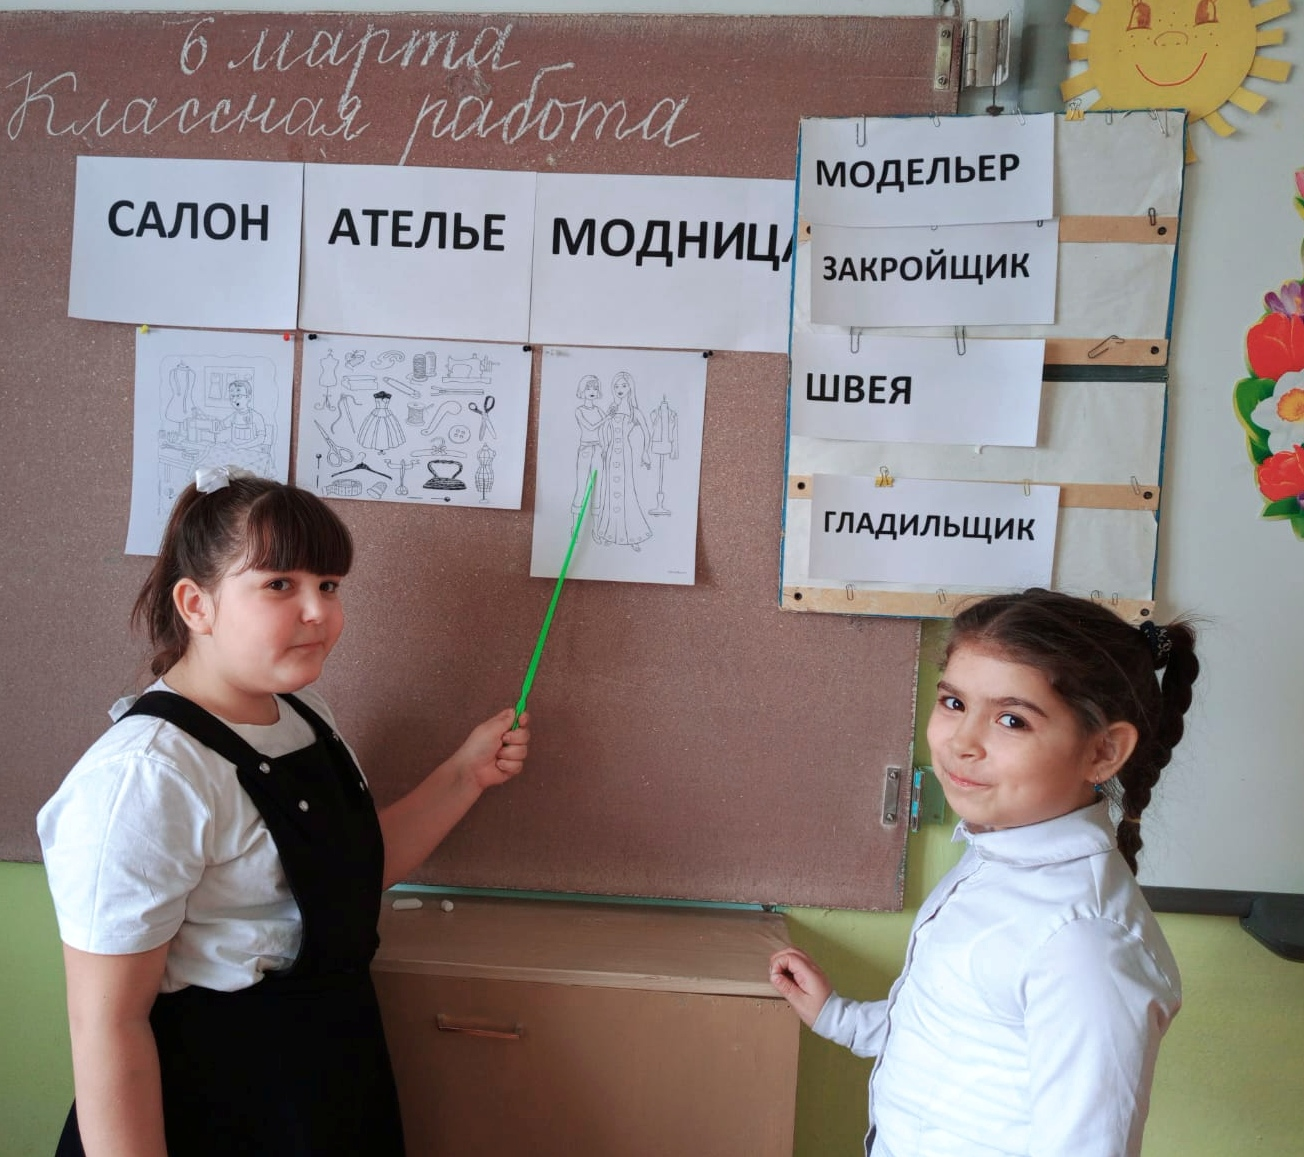 6 марта
Классная работа
САЛОН АТЕЛЬЕ МОДНИЦА
МОДЕЛЬЕР
ЗАКРОЙЩИК
ШВЕЯ
ГЛАДИЛЬЩИК